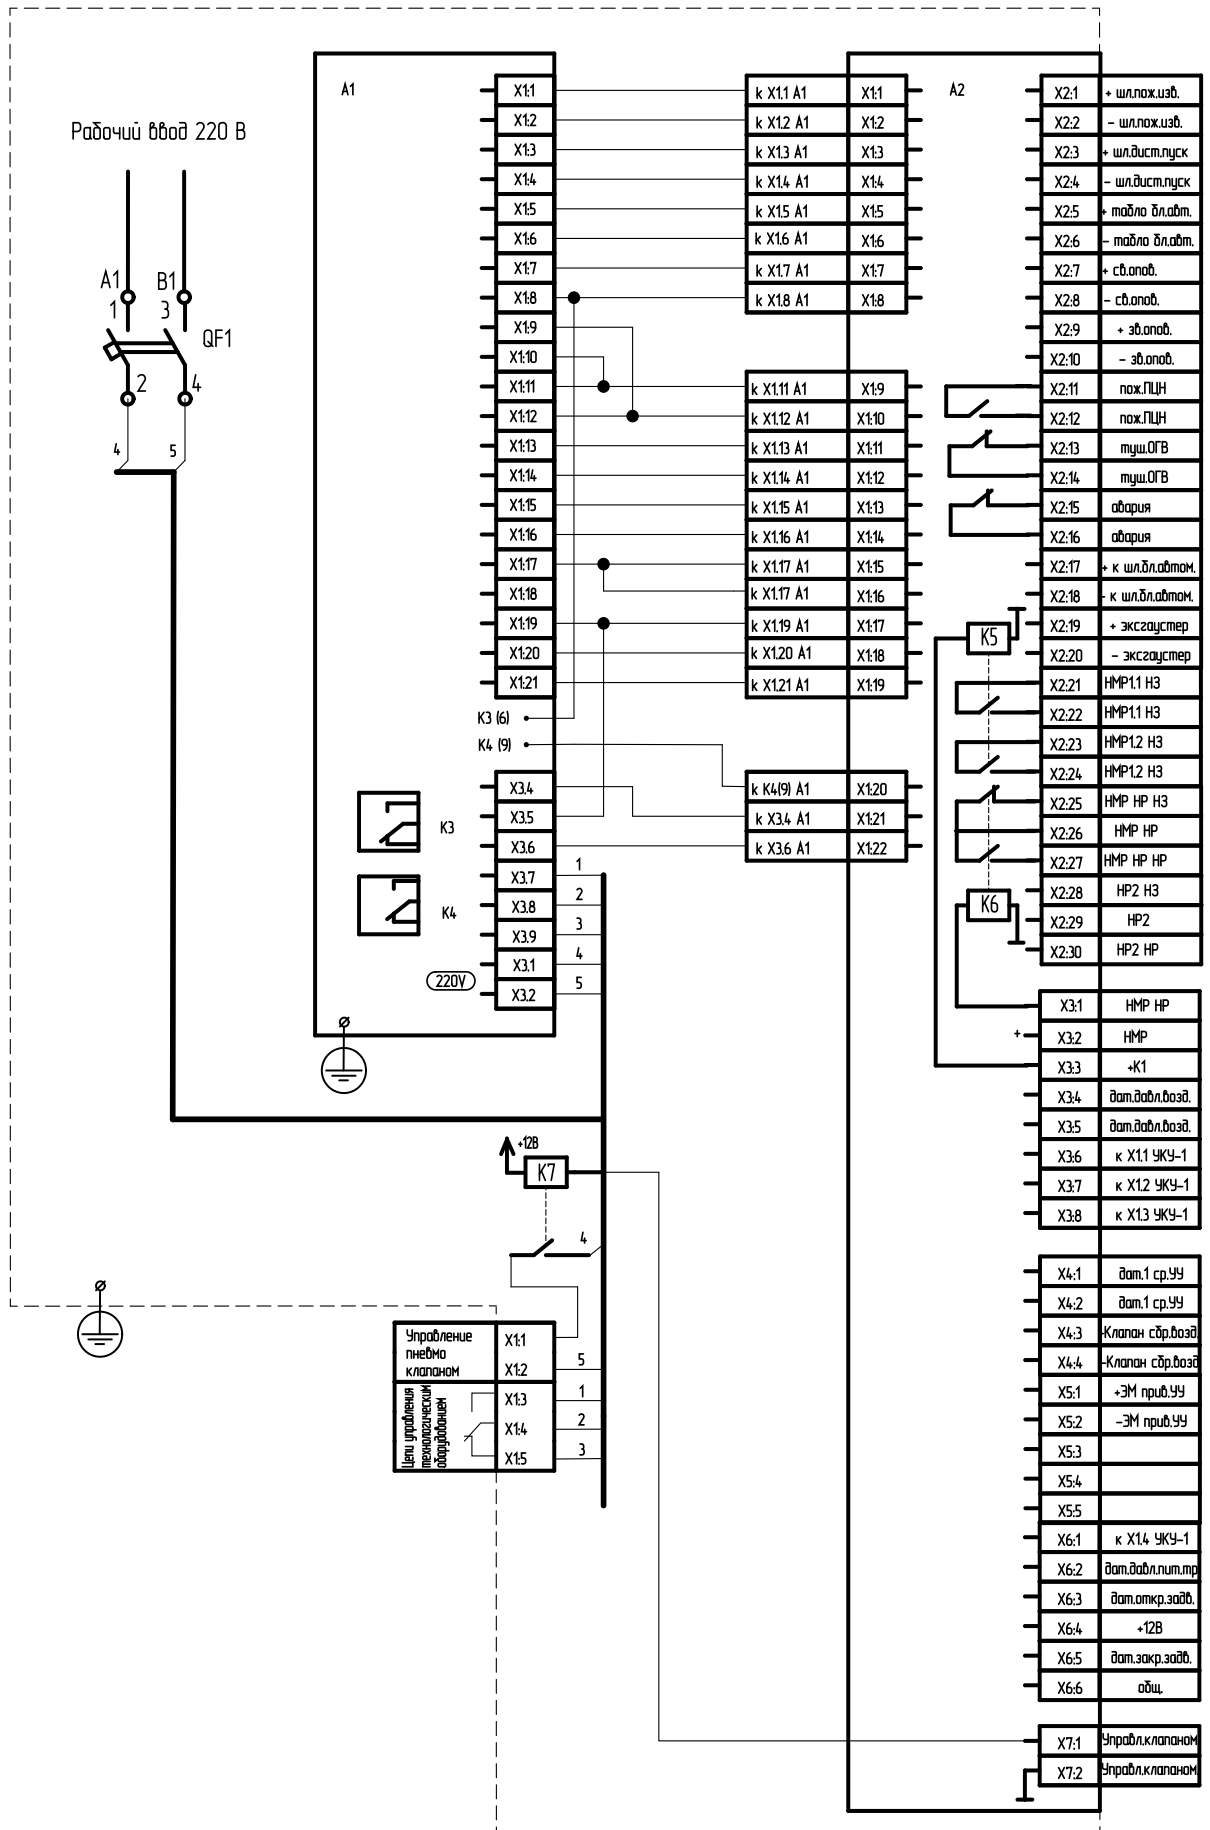 Рабочий ввод 220 В
A1
1
B1
3
QF1
2
4
4
5
A1
X1:1
X1:2
X1:3
X1:4
X1:5
X1:6
X1:7
X1:8
X1:9
X1:10
X1:11
X1:12
X1:13
X1:14
X1:15
X1:16
X1:17
X1:18
X1:19
X1:20
X1:21
К3 (6)
К4 (9)
X3.4
X3.5
X3.6
X3.7
X3.8
X3.9
X3.1
X3.2
К3
К4
220V
1
2
3
4
5
k X1.1 A1 X1:1
k X1.2 A1 X1:2
k X1.3 A1 X1:3
k X1.4 A1 X1:4
k X1.5 A1 X1:5
k X1.6 A1 X1:6
k X1.7 A1 X1:7
k X1.8 A1 X1:8
k X1.11 A1 X1:9
k X1.12 A1 X1:10
k X1.13 A1 X1:11
k X1.14 A1 X1:12
k X1.15 A1 X1:13
k X1.16 A1 X1:14
k X1.17 A1 X1:15
k X1.17 A1 X1:16
k X1.19 A1 X1:17
k X1.20 A1 X1:18
k X1.21 A1 X1:19
k K4(9) A1 X1:20
k X3.4 A1 X1:21
k X3.6 A1 X1:22
A2
X2:1 + шл.пож.изв.
X2:2 – шл.пож.изв.
X2:3 + шл.дист.пуск
X2:4 – шл.дист.пуск
X2:5 + табло бл.авт.
X2:6 – табло бл.авт.
X2:7 + св.опов.
X2:8 – св.опов.
X2:9 + зв.опов.
X2:10 – зв.опов.
X2:11 пож.ПЦН
X2:12 пож.ПЦН
X2:13 туш.ОГВ
X2:14 туш.ОГВ
X2:15 авария
X2:16 авария
X2:17 + к шл.бл.автом.
X2:18 - к шл.бл.автом.
X2:19 + эксгаустер
X2:20 – эксгаустер
X2:21 НМР1.1 НЗ
X2:22 НМР1.1 НЗ
X2:23 НМР1.2 НЗ
X2:24 НМР1.2 НЗ
X2:25 НМР НР НЗ
X2:26 НМР НР
X2:27 НМР НР НР
X2:28 НР2 НЗ
X2:29 НР2
X2:30 НР2 НР
К5
К6
X3:1 НМР НР
+ X3:2 НМР
X3:3 +К1
X3:4 дат.давл.возд.
X3:5 дат.давл.возд.
X3:6 к X1.1 УКУ–1
X3:7 к X1.2 УКУ–1
X3:8 к X1.3 УКУ–1
X4:1 дат.1 ср.УУ
X4:2 дат.1 ср.УУ
X4:3 -Клапан сбр.возд.
X4:4 -Клапан сбр.возд
X5:1 +ЭМ прив.УУ
X5:2 –ЭМ прив.УУ
X5:3
X5:4
X5:5
X6:1 к X1.4 УКУ–1
X6:2 дат.давл.пит.тр
X6:3 дат.откр.задв.
X6:4 +12В
X6:5 дат.закр.задв.
X6:6 общ.
X7:1 Управл.клапаном
X7:2 Управл.клапаном
+12В
К7
4
Управление
пневмо
клапаном
X1:1
X1:2
5
Цепи управления
технологическим
оборудованием
X1:3
X1:4
X1:5
1
2
3